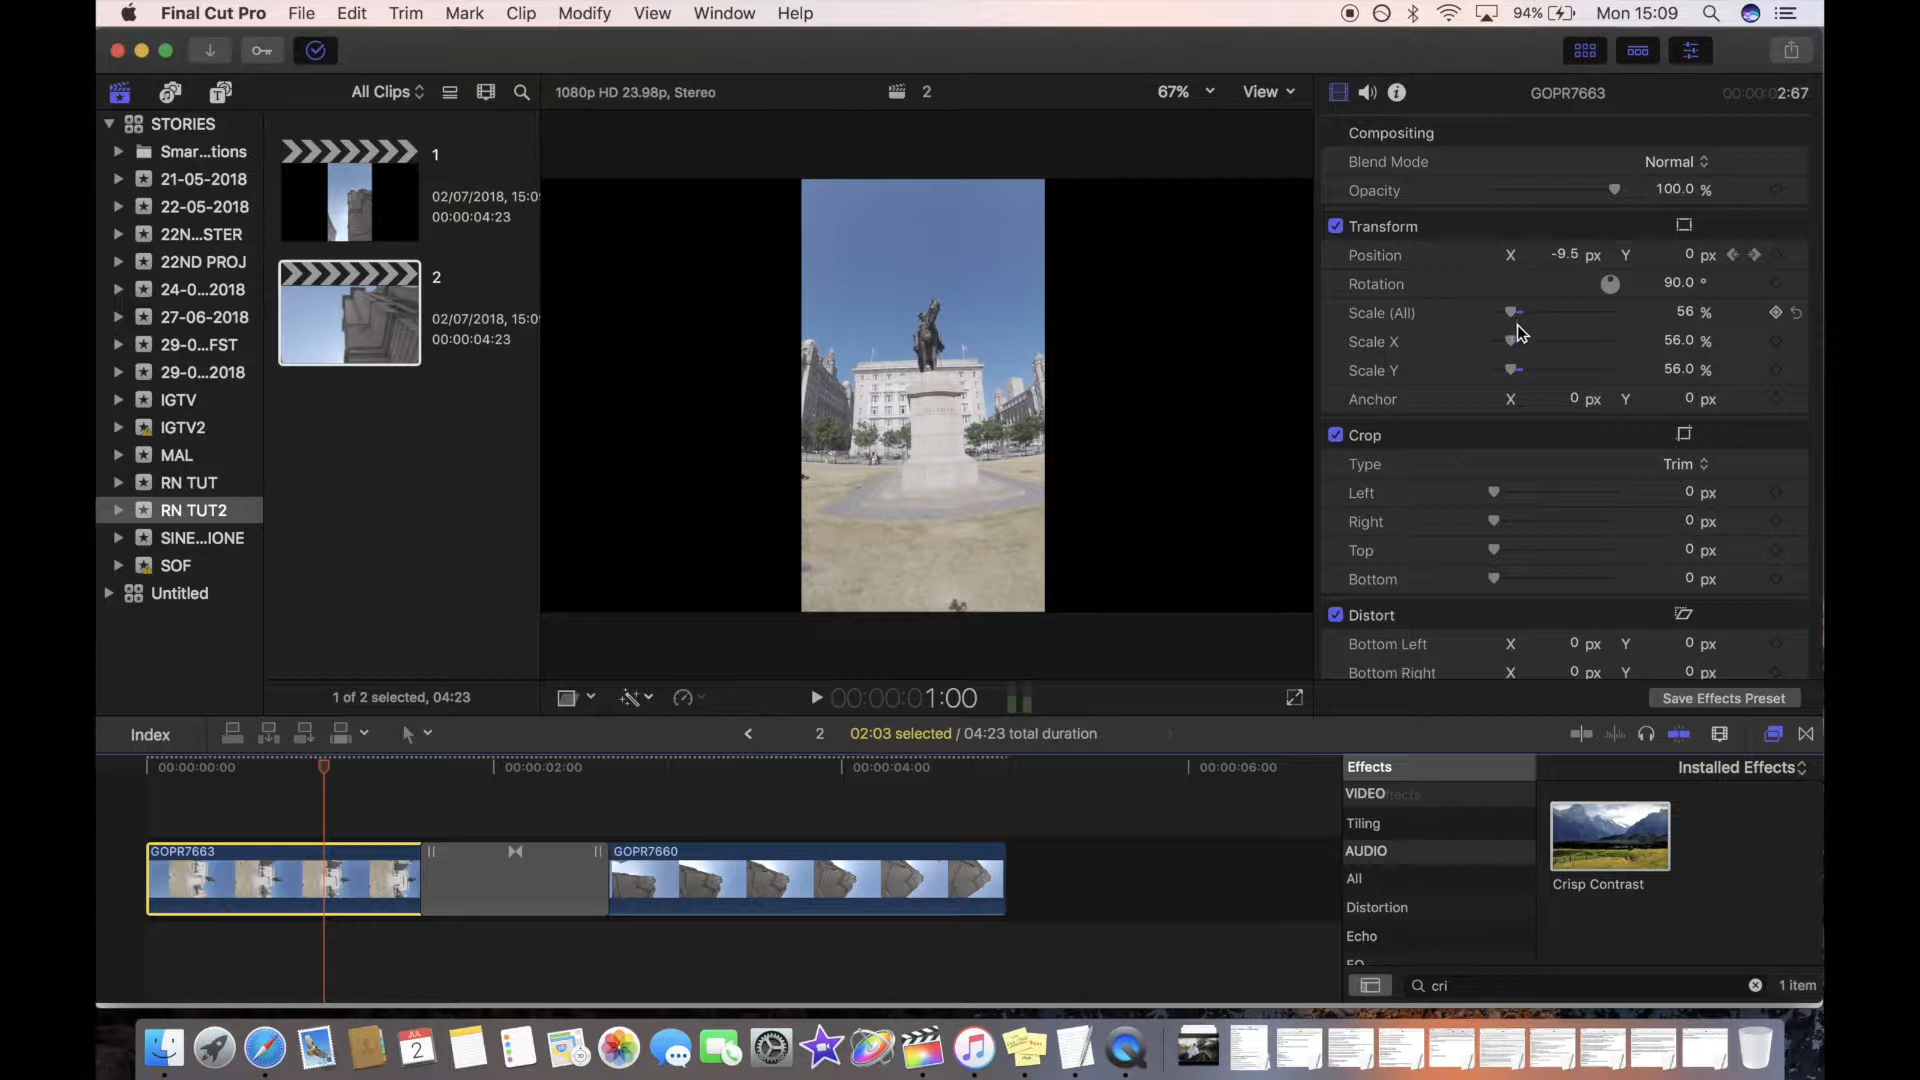 Final Cut Pro File Edit Trim Mark Clip Modify View Window Help 94% Mon 15:09
All Clips 1080p HD 23.98p, Stereo 2 67% View GOPR7663 00:00:02:67
STORIES
Smar...tions
21-05-2018
22-05-2018
22N...STER
22ND PROJ
24-0...2018
27-06-2018
29-0...FST
29-0...2018
IGTV
IGTV2
MAL
RN TUT
RN TUT2
SINE...IONE
SOF
Untitled
1
02/07/2018, 15:0
00:00:04:23
2
02/07/2018, 15:0
00:00:04:23
1 of 2 selected, 04:23
00:00:01:00
Compositing
Blend Mode Normal
Opacity 100.0 %
Transform
Position X -9.5 px Y 0 px
Rotation 90.0 °
Scale (All) 56 %
Scale X 56.0 %
Scale Y 56.0 %
Anchor X 0 px Y 0 px
Crop
Type Trim
Left 0 px
Right 0 px
Top 0 px
Bottom 0 px
Distort
Bottom Left X 0 px Y 0 px
Bottom Right X 0 px Y 0 px
Save Effects Preset
Index 2 02:03 selected / 04:23 total duration
00:00:00:00 00:00:02:00 00:00:04:00 00:00:06:00
GOPR7663 GOPR7660
Effects Installed Effects
VIDEO
Tiling
AUDIO
All
Distortion
Echo
EQ
Crisp Contrast
cri 1 item
JUL
2